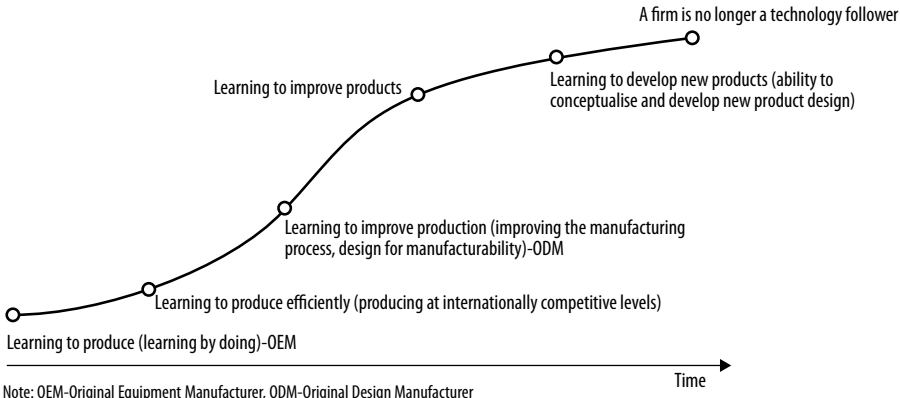 A firm is no longer a technology follower
Learning to improve products
Learning to develop new products (ability to
conceptualise and develop new product design)
Learning to improve production (improving the manufacturing
process, design for manufacturability)-ODM
Learning to produce efficiently (producing at internationally competitive levels)
Learning to produce (learning by doing)-OEM
Time
Note: OEM-Original Equipment Manufacturer, ODM-Original Design Manufacturer